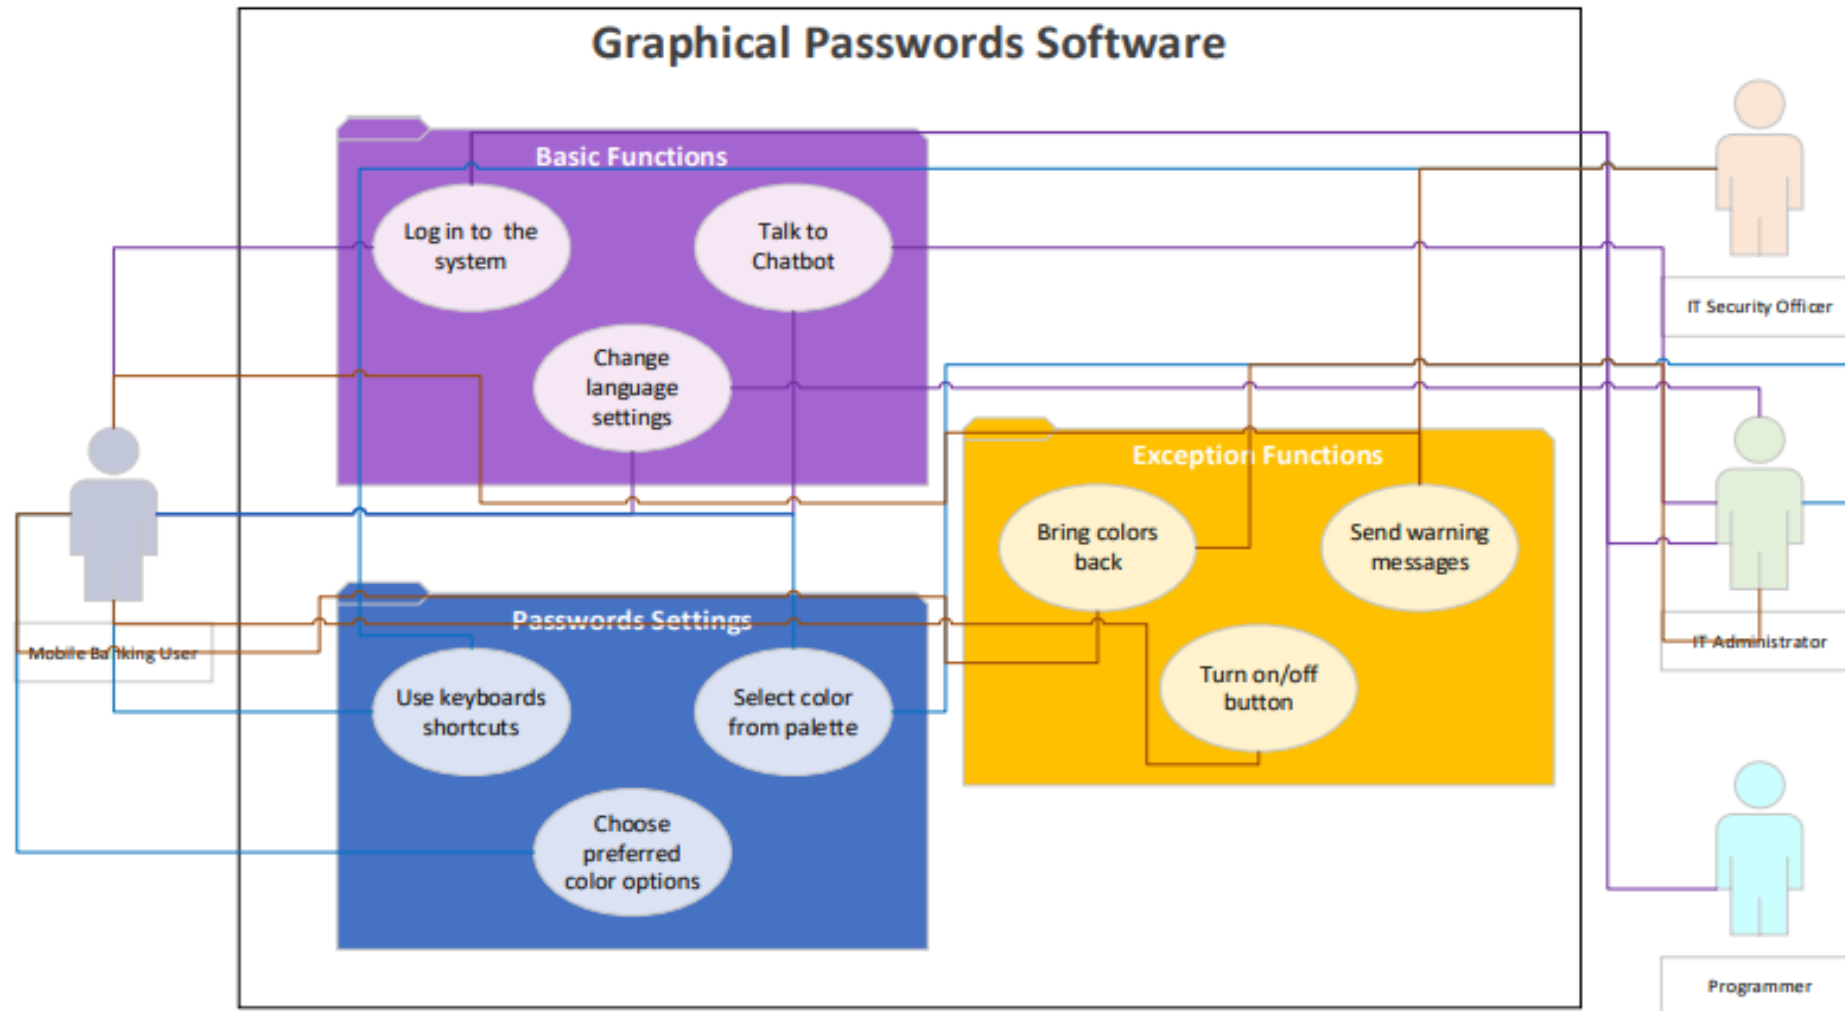 Graphical Passwords Software
Basic Functions
Log in to the
system
Talk to
Chatbot
Change
language
settings
IT Security Officer
Exception Functions
Bring colors
back
Send warning
messages
Turn on/off
button
Mobile Banking User
Passwords Settings
Use keyboards
shortcuts
Select color
from palette
Choose
preferred
color options
IT Administrator
Programmer